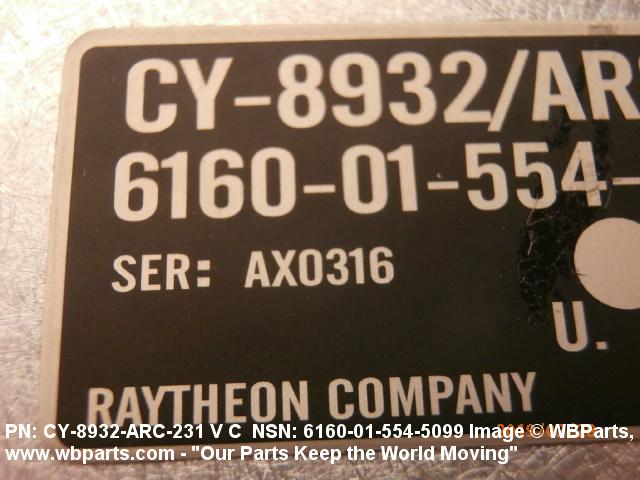 CY-8932/ARS
6160-01-554-
SER: AX0316
U.
RAYTHEON COMPANY
PN: CY-8932-ARC-231 V C NSN: 6160-01-554-5099 Image © WBParts,
www.wbparts.com - "Our Parts Keep the World Moving"